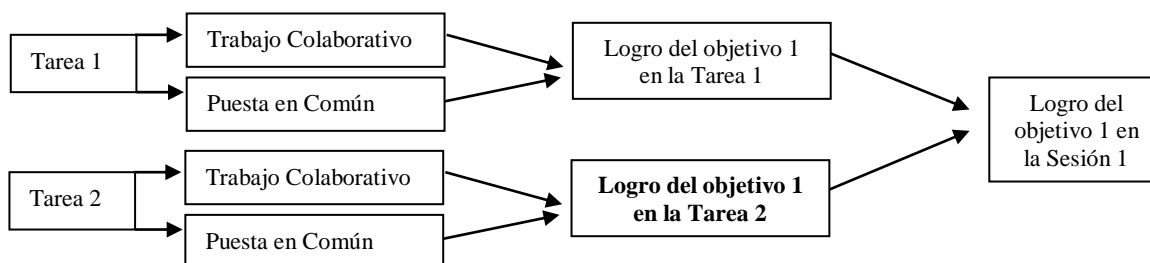 Tarea 1
Trabajo Colaborativo
Puesta en Común
Logro del objetivo 1
en la Tarea 1
Tarea 2
Trabajo Colaborativo
Puesta en Común
Logro del objetivo 1
en la Tarea 2
Logro del
objetivo 1 en
la Sesión 1